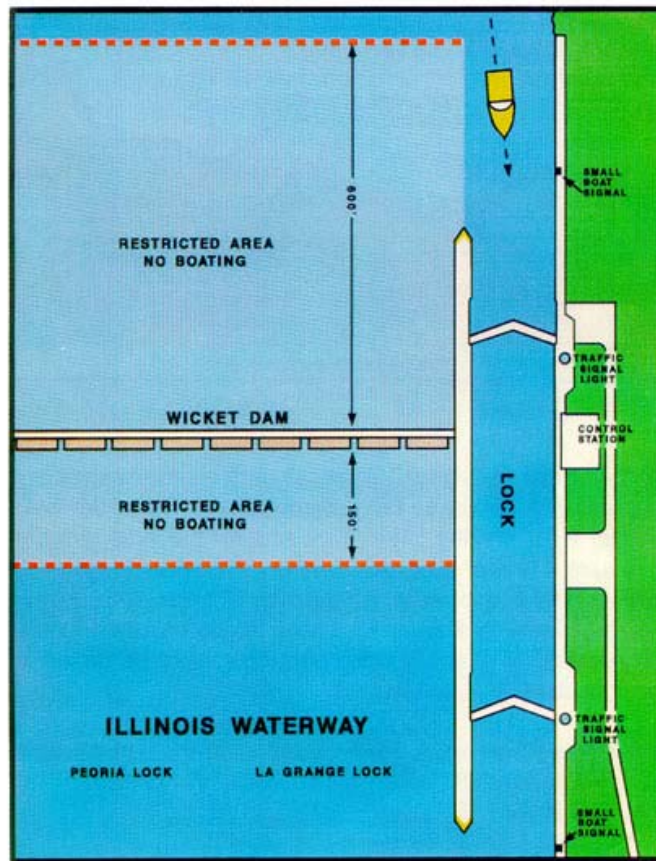 SMALL
BOAT
SIGNAL
600'
RESTRICTED AREA
NO BOATING
TRAFFIC
SIGNAL
LIGHT
WICKET DAM
CONTROL
STATION
LOCK
RESTRICTED AREA
NO BOATING
150'
ILLINOIS WATERWAY
TRAFFIC
SIGNAL
LIGHT
PEORIA LOCK
LA GRANGE LOCK
SMALL
BOAT
SIGNAL